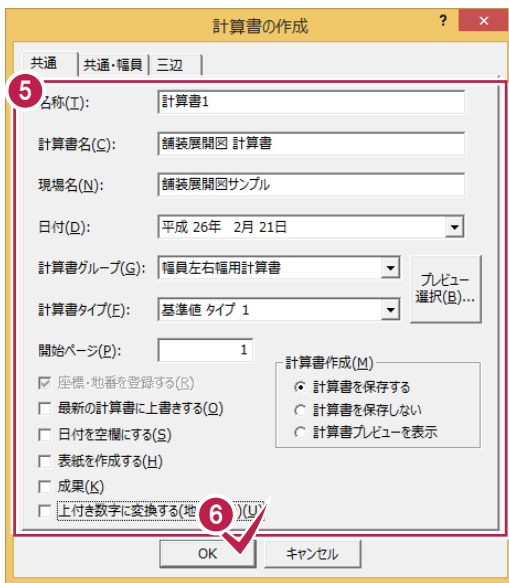 計算書の作成 ? ×
共通 共通・幅員 三辺
5
名称(T): 計算書1
計算書名(C): 舗装展開図 計算書
現場名(N): 舗装展開図サンプル
日付(D): 平成 26年 2月 21日
計算書グループ(G): 幅員左右幅用計算書
プレビュー
選択(B)...
計算書タイプ(F): 基準値 タイプ 1
開始ページ(P): 1
計算書作成(M)
座標・地番を登録する(R)
計算書を保存する
最新の計算書に上書きする(O)
計算書を保存しない
日付を空欄にする(S)
計算書プレビューを表示
表紙を作成する(H)
成果(K)
上付き数字に変換する(地 )(U)
6
OK キャンセル